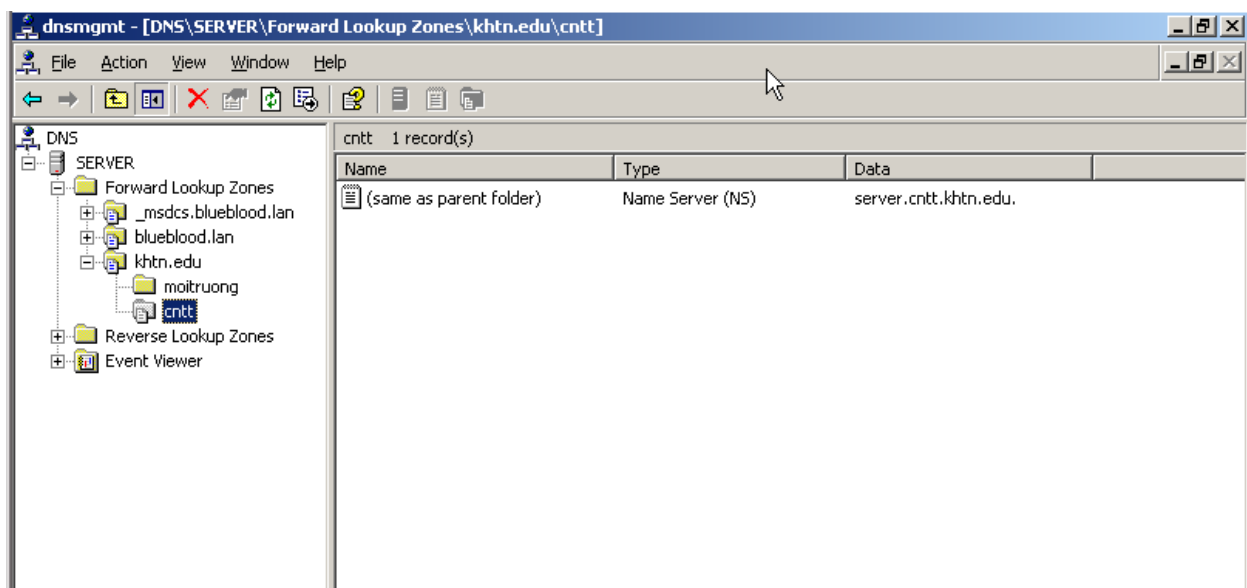 dnsmgmt - [DNS\SERVER\Forward Lookup Zones\khtn.edu\cntt]
File Action View Window Help
DNS
SERVER
Forward Lookup Zones
_msdcs.blueblood.lan
blueblood.lan
khtn.edu
moitruong
cntt
Reverse Lookup Zones
Event Viewer
cntt 1 record(s)
Name Type Data
(same as parent folder) Name Server (NS) server.cntt.khtn.edu.